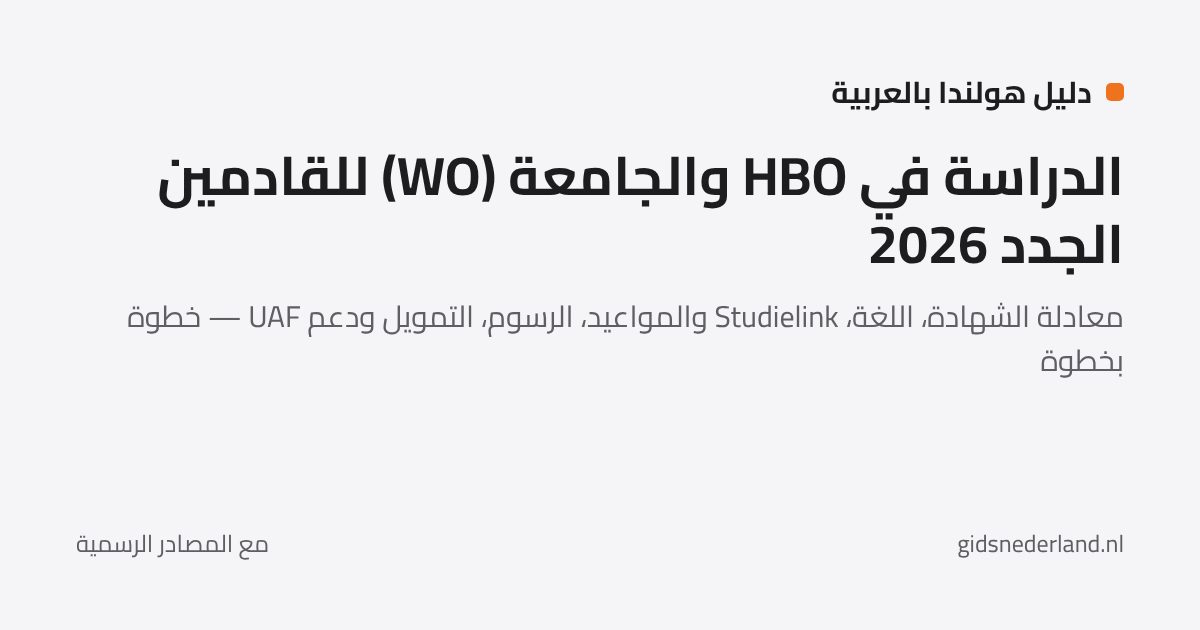 دليل هولندا بالعربية
الدراسة في HBO والجامعة (WO) للقادمين
الجدد 2026
معادلة الشهادة، اللغة، Studielink والمواعيد، الرسوم، التمويل ودعم UAF — خطوة
بخطوة
gidsnederland.nl
مع المصادر الرسمية